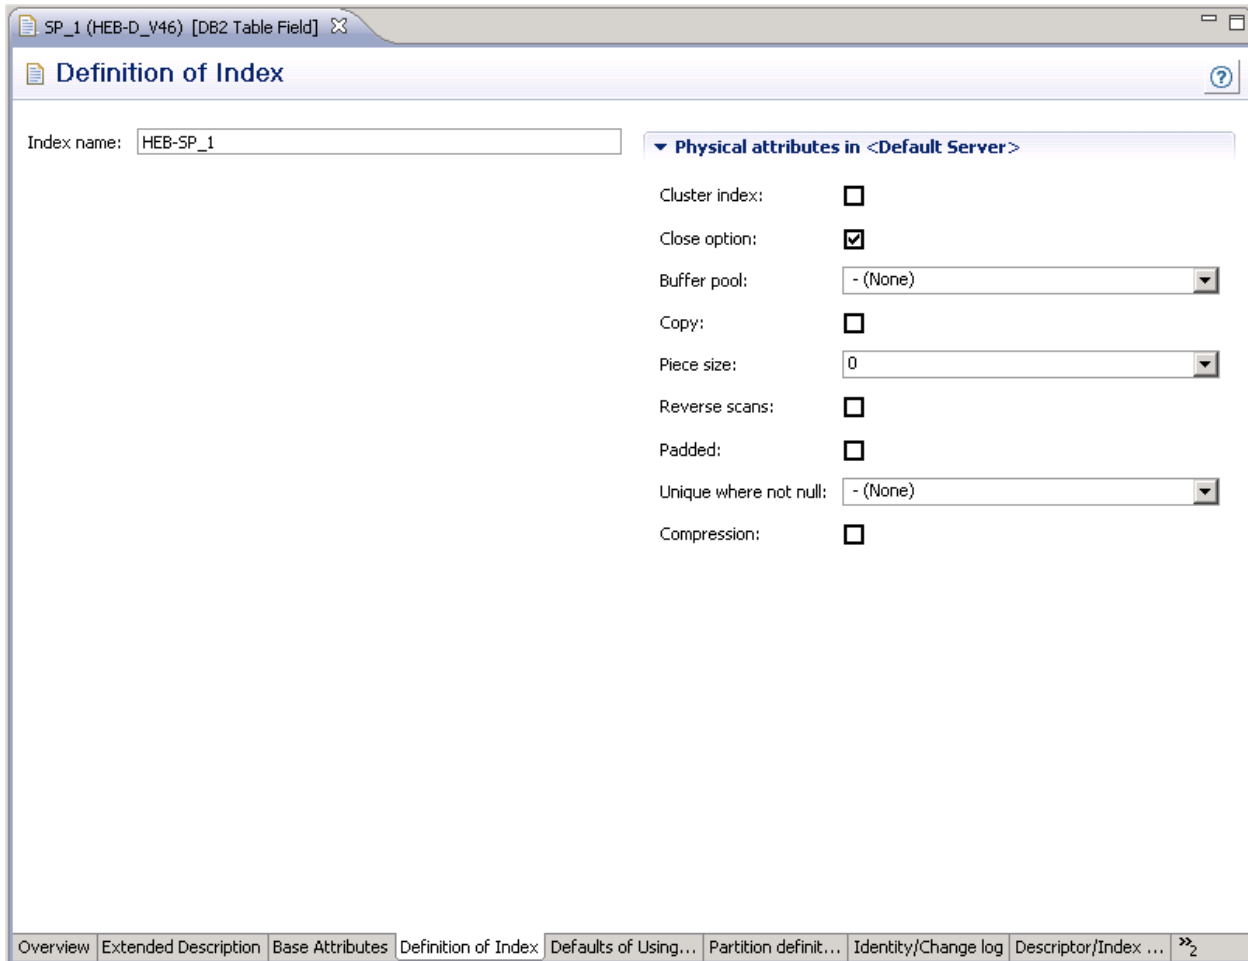 SP_1 (HEB-D_V46) [DB2 Table Field]
Definition of Index
Index name: HEB-SP_1
Physical attributes in <Default Server>
Cluster index:
Close option:
Buffer pool: - (None)
Copy:
Piece size: 0
Reverse scans:
Padded:
Unique where not null: - (None)
Compression:
Overview Extended Description Base Attributes Definition of Index Defaults of Using... Partition definit... Identity/Change log Descriptor/Index ... »2